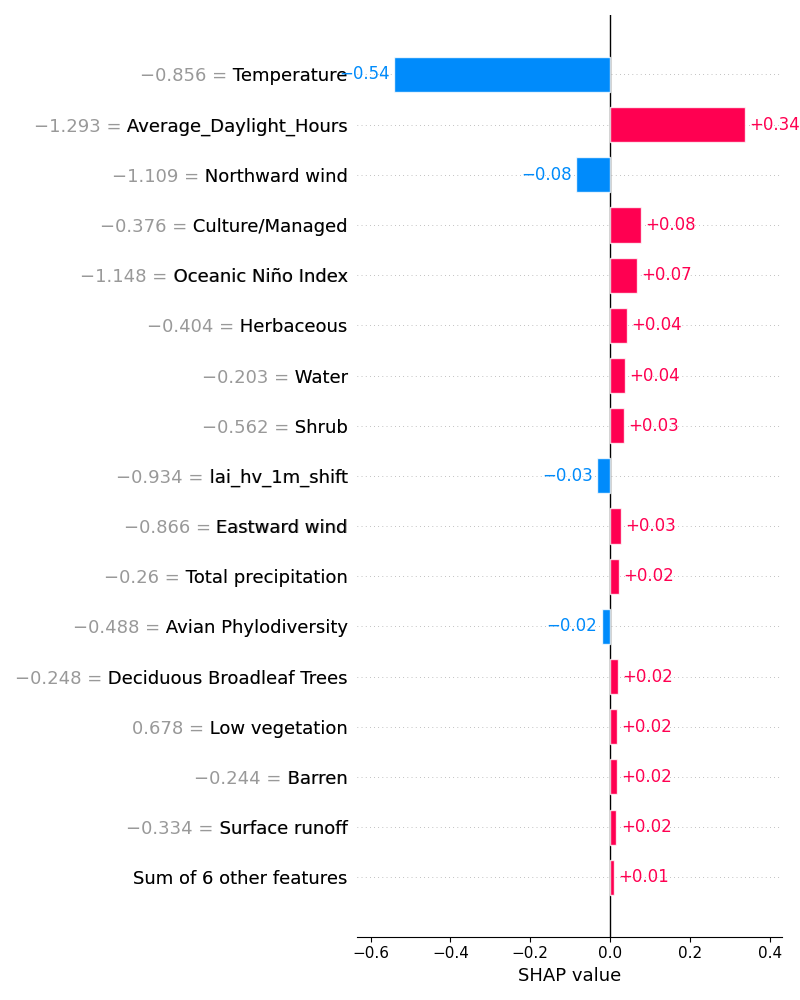 −0.856 = Temperature −0.54
−1.293 = Average_Daylight_Hours +0.34
−1.109 = Northward wind −0.08
−0.376 = Culture/Managed +0.08
−1.148 = Oceanic Niño Index +0.07
−0.404 = Herbaceous +0.04
−0.203 = Water +0.04
−0.562 = Shrub +0.03
−0.934 = lai_hv_1m_shift −0.03
−0.866 = Eastward wind +0.03
−0.26 = Total precipitation +0.02
−0.488 = Avian Phylodiversity −0.02
−0.248 = Deciduous Broadleaf Trees +0.02
0.678 = Low vegetation +0.02
−0.244 = Barren +0.02
−0.334 = Surface runoff +0.02
Sum of 6 other features +0.01
−0.6 −0.4 −0.2 0.0 0.2 0.4
SHAP value